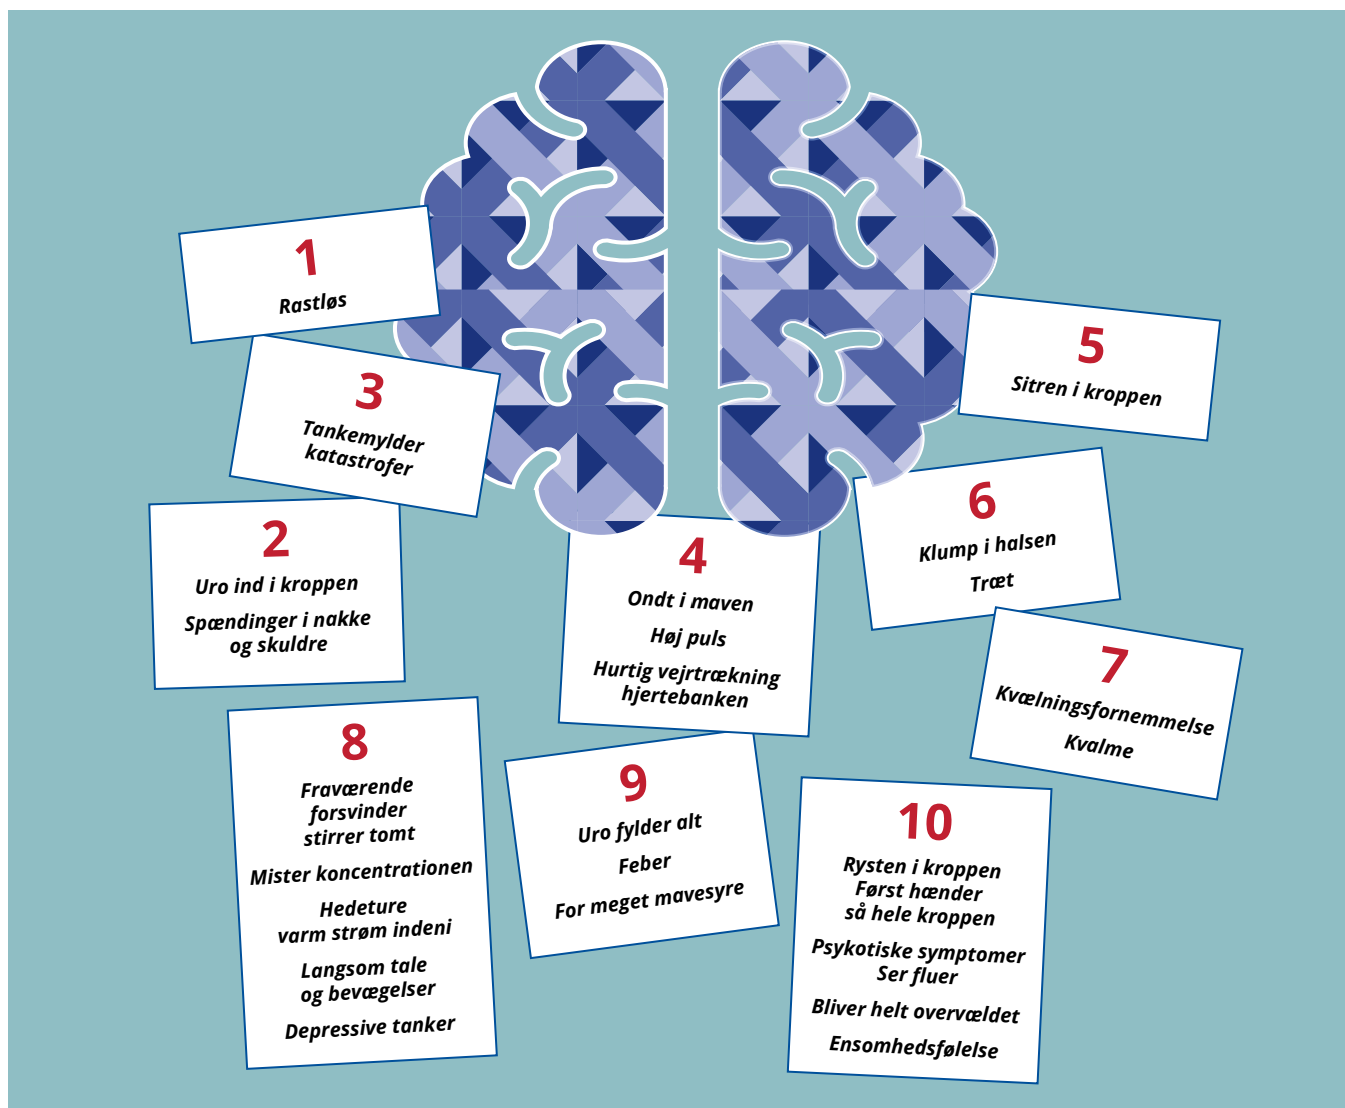 1
Rastløs
3
Tankemylder
katastrofer
2
Uro ind i kroppen
Spændinger i nakke
og skuldre
4
Ondt i maven
Høj puls
Hurtig vejrtrækning
hjertebanken
5
Sitren i kroppen
6
Klump i halsen
Træt
7
Kvælningsfornemmelse
Kvalme
8
Fraværende
forsvinder
stirrer tomt
Mister koncentrationen
Hedeture
varm strøm indeni
Langsom tale
og bevægelser
Depressive tanker
9
Uro fylder alt
Feber
For meget mavesyre
10
Rysten i kroppen
Først hænder
så hele kroppen
Psykotiske symptomer
Ser fluer
Bliver helt overvældet
Ensomhedsfølelse